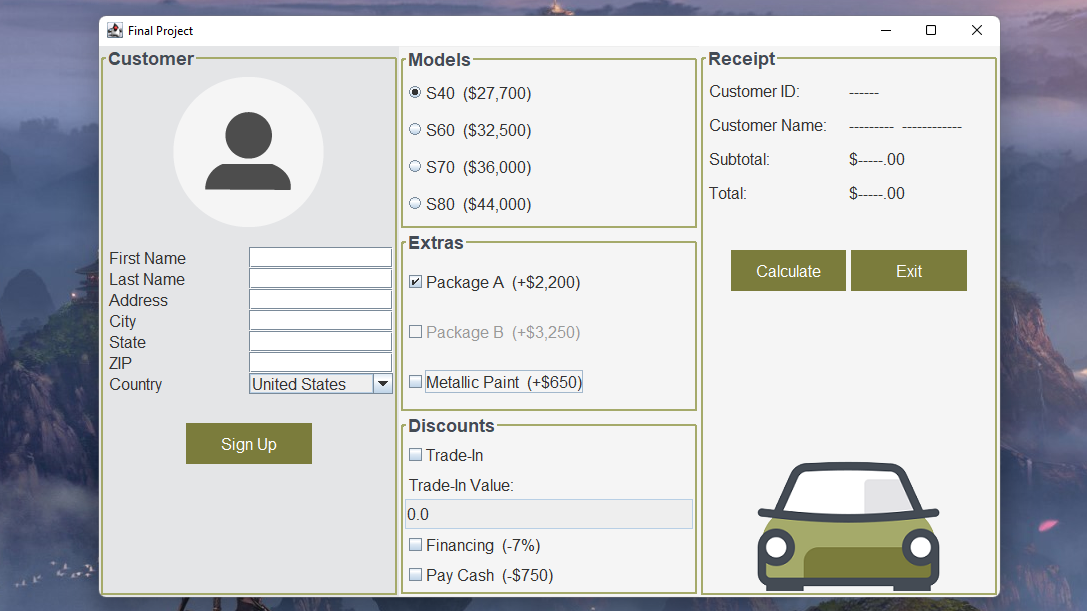 Final Project
Customer
First Name
Last Name
Address
City
State
ZIP
Country
United States
Sign Up
Models
S40 ($27,700)
S60 ($32,500)
S70 ($36,000)
S80 ($44,000)
Extras
Package A (+$2,200)
Package B (+$3,250)
Metallic Paint (+$650)
Discounts
Trade-In
Trade-In Value:
0.0
Financing (-7%)
Pay Cash (-$750)
Receipt
Customer ID: ------
Customer Name: --------- ------------
Subtotal: $-----.00
Total: $-----.00
Calculate
Exit